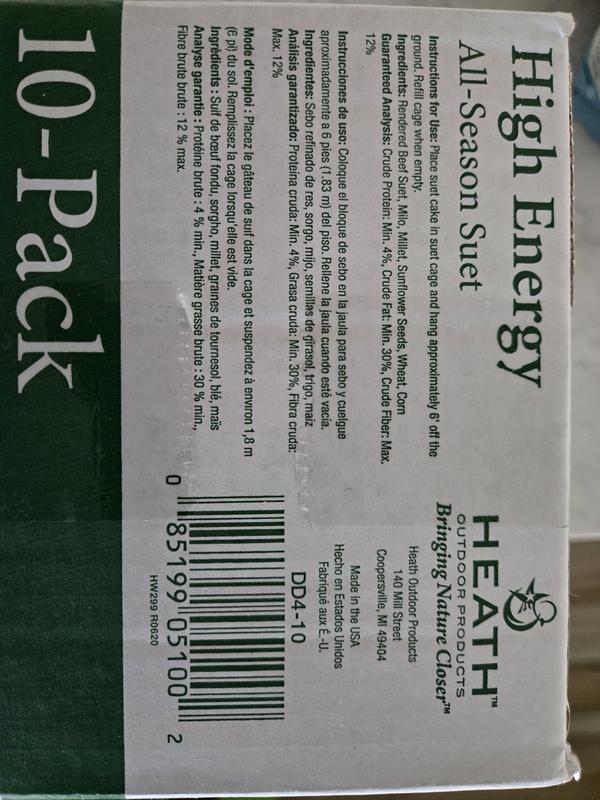 High Energy
All-Season Suet
Instructions for Use: Place suet cake in suet cage and hang approximately 6' off the
ground. Refill cage when empty.
Ingredients: Rendered Beef Suet, Milo, Millet, Sunflower Seeds, Wheat, Corn
Guaranteed Analysis: Crude Protein: Min. 4%, Crude Fat: Min. 30%, Crude Fiber: Max.
12%
Instrucciones de uso: Coloque el bloque de sebo en la jaula para sebo y cuelgue
aproximadamente a 6 pies (1.83 m) del piso. Rellene la jaula cuando esté vacía.
Ingredientes: Sebo refinado de res, sorgo, mijo, semillas de girasol, trigo, maíz
Análisis garantizado: Proteína cruda: Min. 4%, Grasa cruda: Min. 30%, Fibra cruda:
Max. 12%
Mode d'emploi : Placez le gâteau de suif dans la cage et suspendez à environ 1,8 m
(6 pi) du sol. Remplissez la cage lorsqu'elle est vide.
Ingrédients : Suif de bœuf fondu, sorgho, millet, graines de tournesol, blé, maïs
Analyse garantie : Protéine brute : 4 % min., Matière grasse brute : 30 % min.,
Fibre brute brute : 12 % max.
HEATH™
OUTDOOR PRODUCTS
Bringing Nature Closer™
Heath Outdoor Products
140 Mill Street
Coopersville, MI 49404
Made in the USA
Hecho en Estados Unidos
Fabriqué aux É.-U.
DD4-10
0 85199 05100 2
HW299 R0620
10-Pack